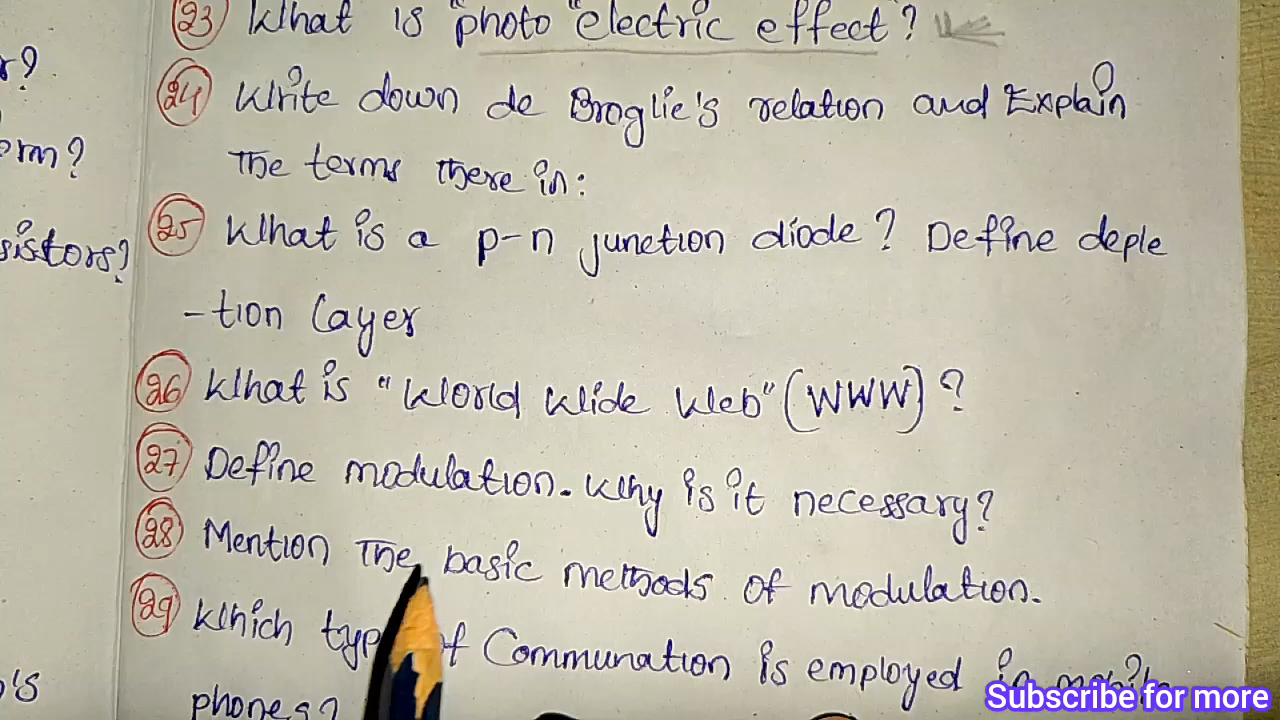 r?
erm?
sistors?
's
23 What is "photo "electric effect?
24 Write down de Broglie's relation and Explain
The terms there in:
25 What is a p-n junction diode? Define deple
-tion layer
26 What is "World Wide Web" (WWW)?
27 Define modulation. Why is it necessary?
28 Mention The basic methods of modulation.
29 Which of Communation is employed in
phones?
Subscribe for more